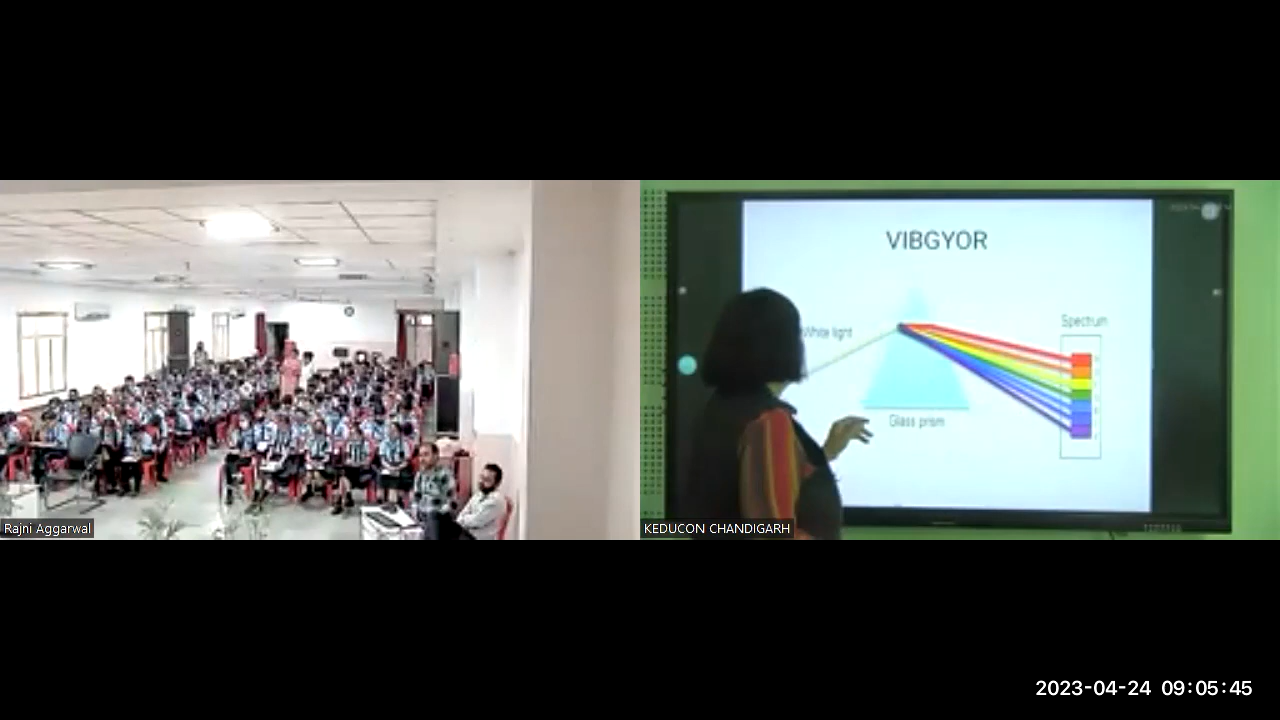 VIBGYOR
White light
Spectrum
Glass prism
Rajni Aggarwal
KEDUCON CHANDIGARH
2023-04-24 09:05:45